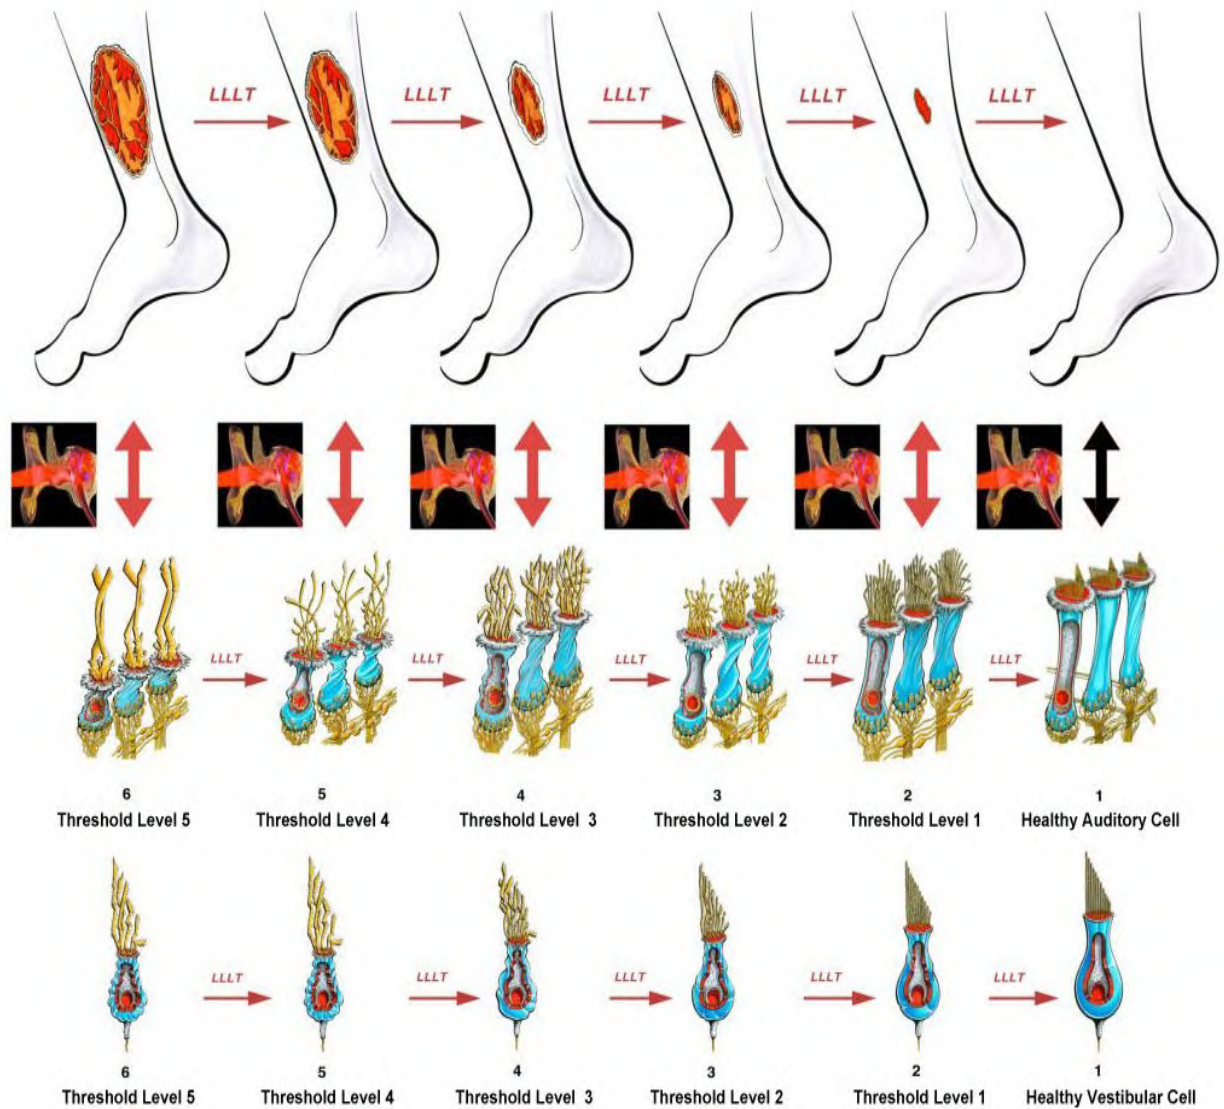 LLLT
LLLT
LLLT
LLLT
LLLT
LLLT
LLLT
LLLT
LLLT
LLLT
6
5
4
3
2
1
Threshold Level 5
Threshold Level 4
Threshold Level 3
Threshold Level 2
Threshold Level 1
Healthy Auditory Cell
LLLT
LLLT
LLLT
LLLT
LLLT
6
5
4
3
2
1
Threshold Level 5
Threshold Level 4
Threshold Level 3
Threshold Level 2
Threshold Level 1
Healthy Vestibular Cell